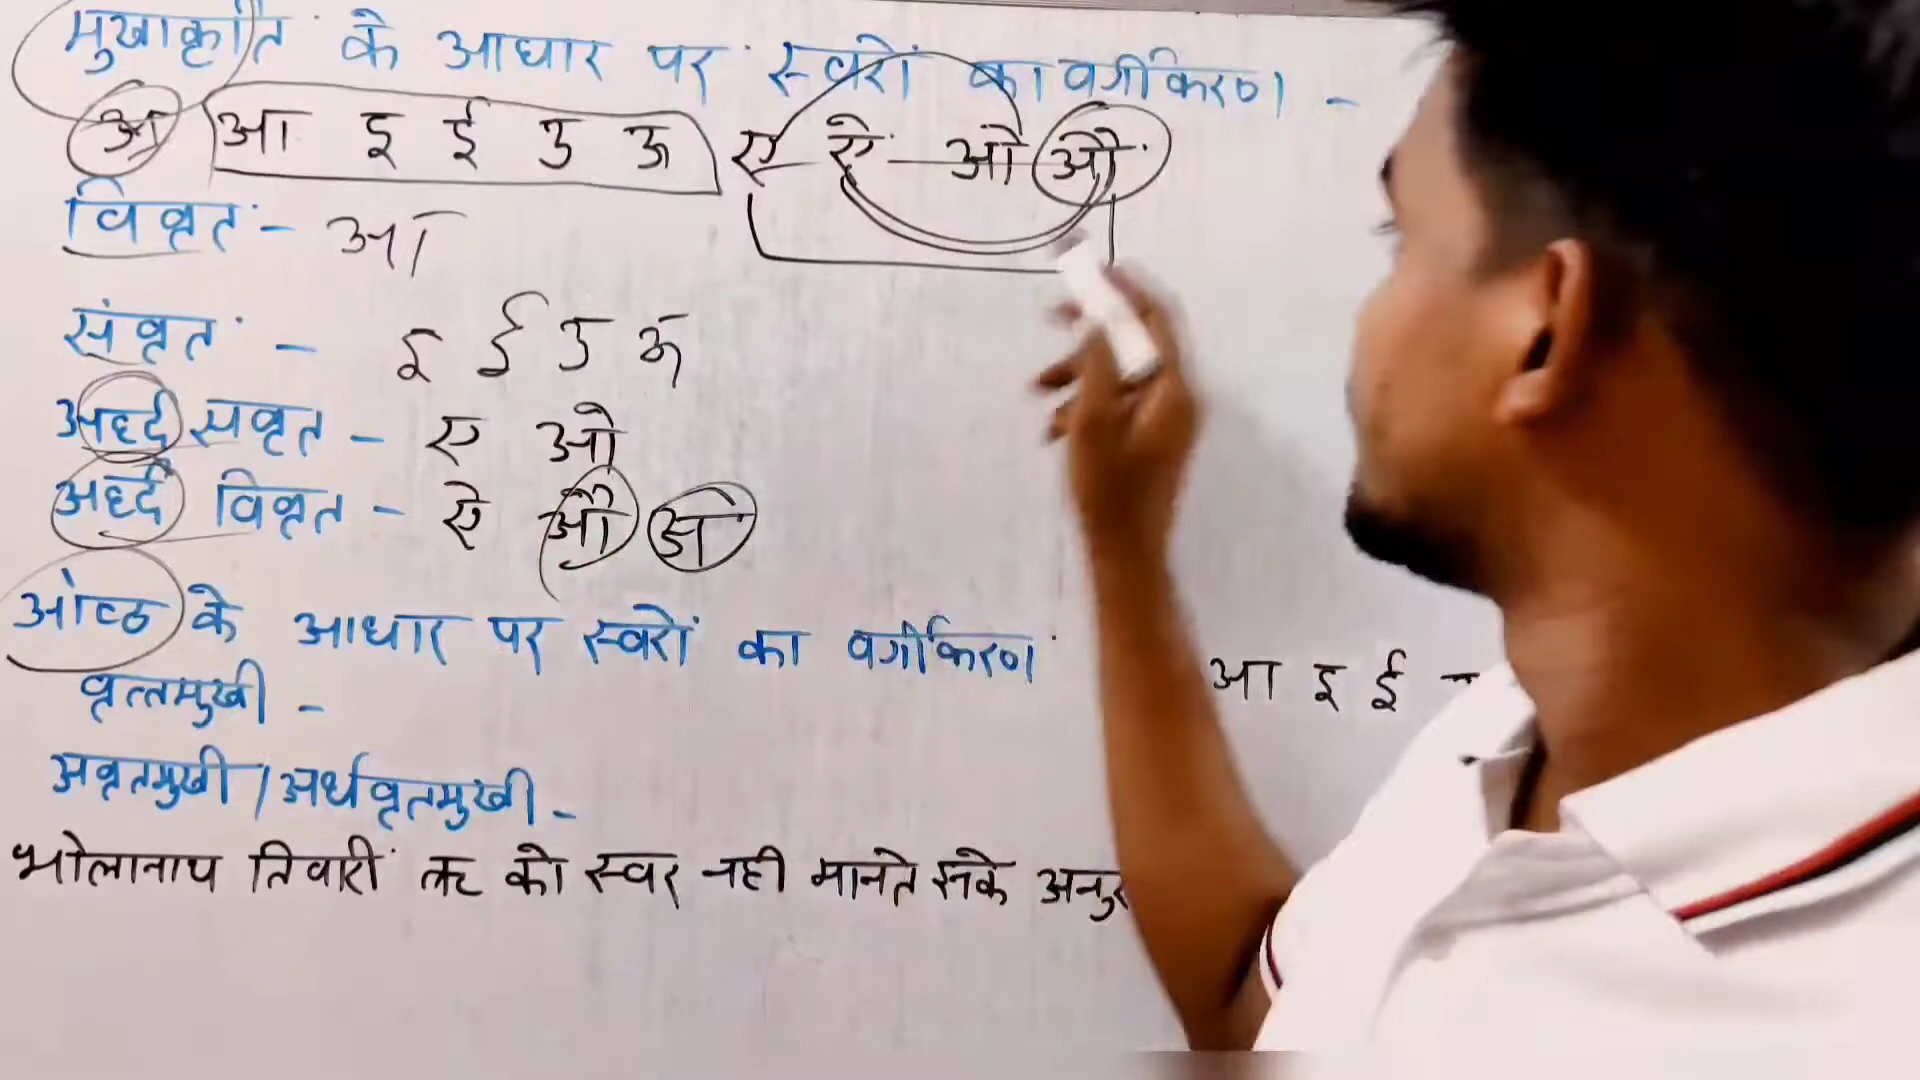 मुखाकृति के आधार पर स्वरों का वर्गीकरण -
अ आ इ ई उ ऊ ए ऐ ओ औ
विवृत - आ
संवृत - इ ई उ ऊ
अर्द्द संवृत - ए ओ
अर्द्द विवृत - ऐ औ अ
ओष्ठ के आधार पर स्वरों का वर्गीकरण
आ इ ई
वृत्तमुखी -
अवृतमुखी / अर्धवृतमुखी -
भोलानाथ तिवारी ऋ को स्वर नही मानते इनके